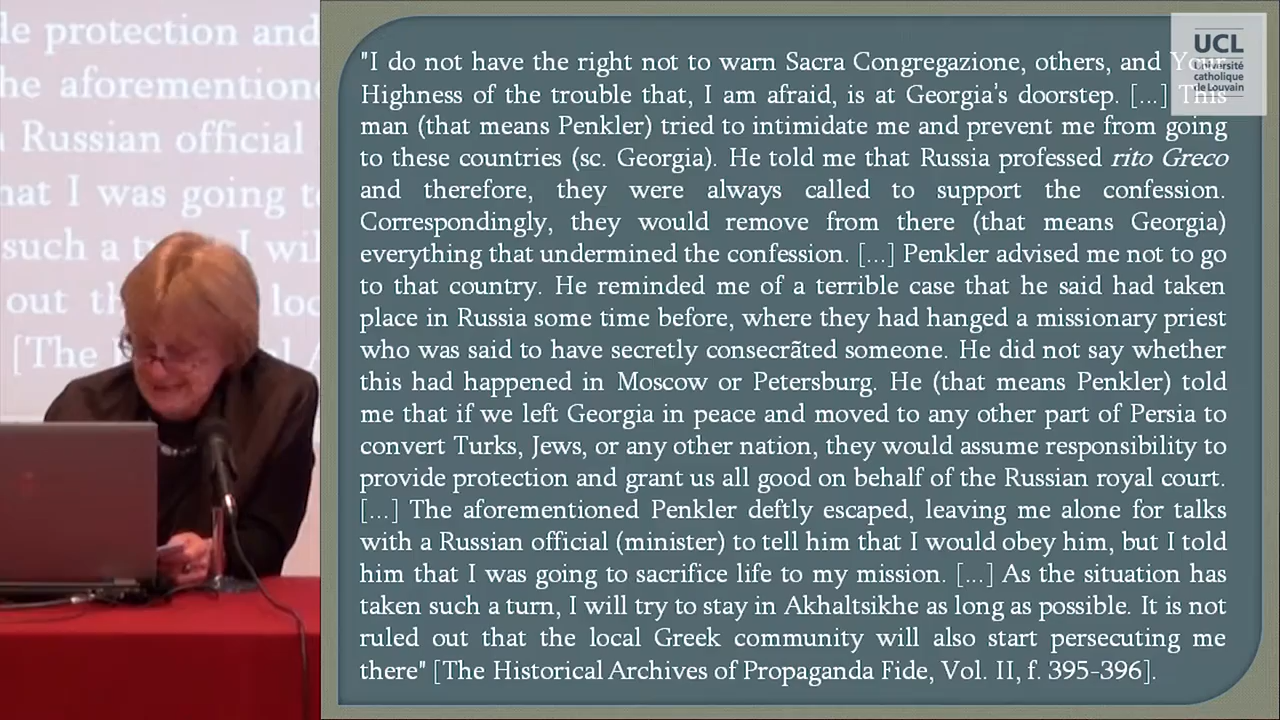 de protection and
he aforementione
a Russian official
hat I was going to
such a I will
out loc
[The
"I do not have the right not to warn Sacra Congregazione, others, and Your
Highness of the trouble that, I am afraid, is at Georgia's doorstep. [...] This
man (that means Penkler) tried to intimidate me and prevent me from going
to these countries (sc. Georgia). He told me that Russia professed rito Greco
and therefore, they were always called to support the confession.
Correspondingly, they would remove from there (that means Georgia)
everything that undermined the confession. [...] Penkler advised me not to go
to that country. He reminded me of a terrible case that he said had taken
place in Russia some time before, where they had hanged a missionary priest
who was said to have secretly consecrãted someone. He did not say whether
this had happened in Moscow or Petersburg. He (that means Penkler) told
me that if we left Georgia in peace and moved to any other part of Persia to
convert Turks, Jews, or any other nation, they would assume responsibility to
provide protection and grant us all good on behalf of the Russian royal court.
[...] The aforementioned Penkler deftly escaped, leaving me alone for talks
with a Russian official (minister) to tell him that I would obey him, but I told
him that I was going to sacrifice life to my mission. [...] As the situation has
taken such a turn, I will try to stay in Akhaltsikhe as long as possible. It is not
ruled out that the local Greek community will also start persecuting me
there" [The Historical Archives of Propaganda Fide, Vol. II, f. 395-396].
UCL
Université
catholique
de Louvain